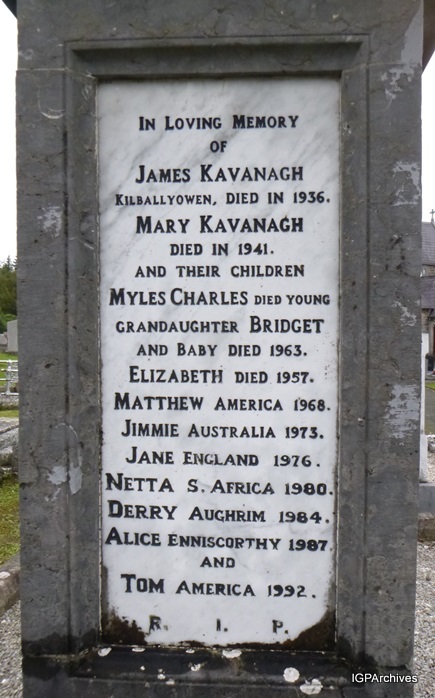 In Loving Memory
of
James Kavanagh
Kilballyowen, died in 1936.
Mary Kavanagh
died in 1941.
and their children
Myles Charles died young
grandaughter Bridget
and Baby died 1963.
Elizabeth died 1957.
Matthew America 1968.
Jimmie Australia 1973.
Jane England 1976.
Netta S. Africa 1980.
Derry Aughrim 1984.
Alice Enniscorthy 1987.
and
Tom America 1992.
R. I. P.
IGPArchives